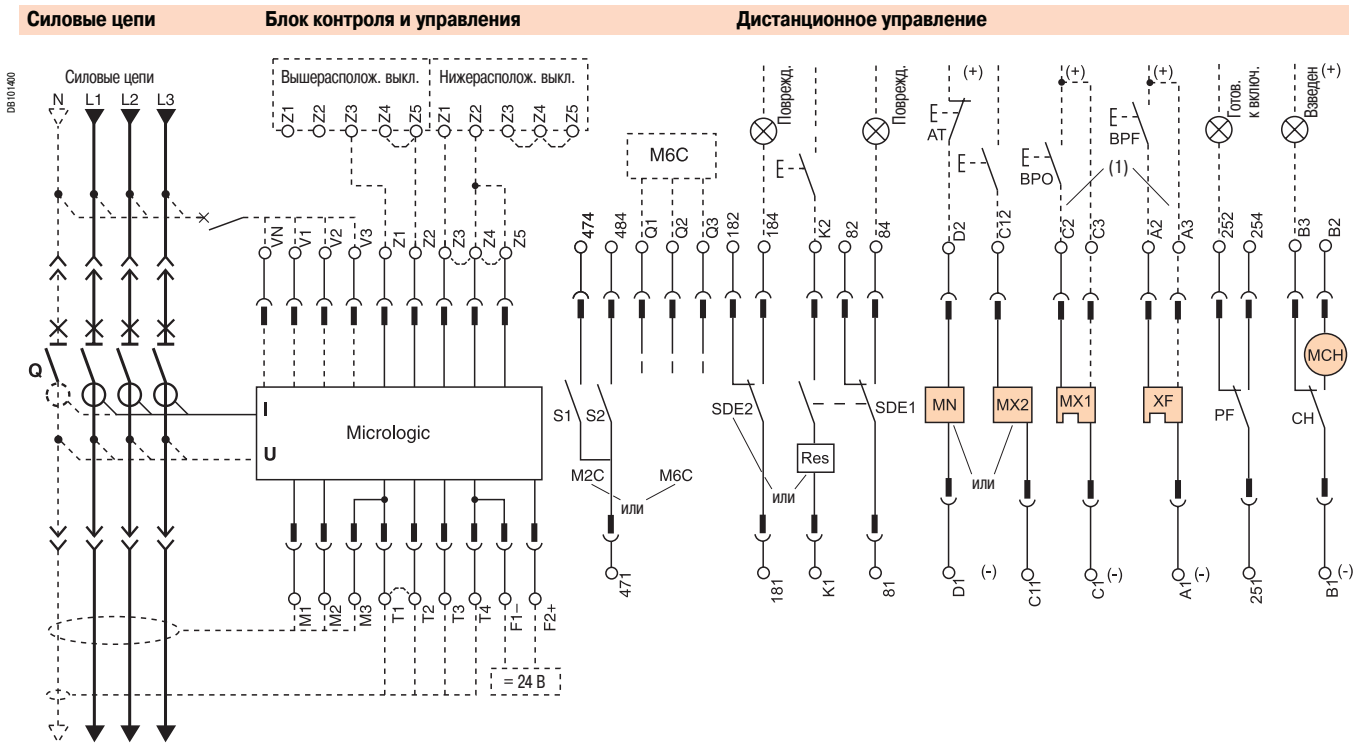 Силовые цепи
Блок контроля и управления
Дистанционное управление
DB101400
Силовые цепи
N L1 L2 L3
Вышерасполож. выкл.
Нижерасполож. выкл.
Z1 Z2 Z3 Z4 Z5 Z1 Z2 Z3 Z4 Z5
M6C
Поврежд.
Поврежд.
(+)
(+)
(+)
Готов. к включ.
Взведен
(+)
AT
BPO
BPF
(1)
VN V1 V2 V3 Z1 Z2 Z3 Z4 Z5
474 484 Q1 Q2 Q3 182 184 K2 82 84 D2 C12 C2 C3 A2 A3 252 254 B3 B2
Q
I
U
Micrologic
S1 S2
SDE2
SDE1
Res
MN
MX2
MX1
XF
PF
CH
MCH
M2C
M6C
или
или
или
471
181 K1 81
D1 (-)
C11
C1 (-)
A1 (-)
251
B1 (-)
M1 M2 M3 T1 T2 T3 T4 F1– F2+
= 24 В